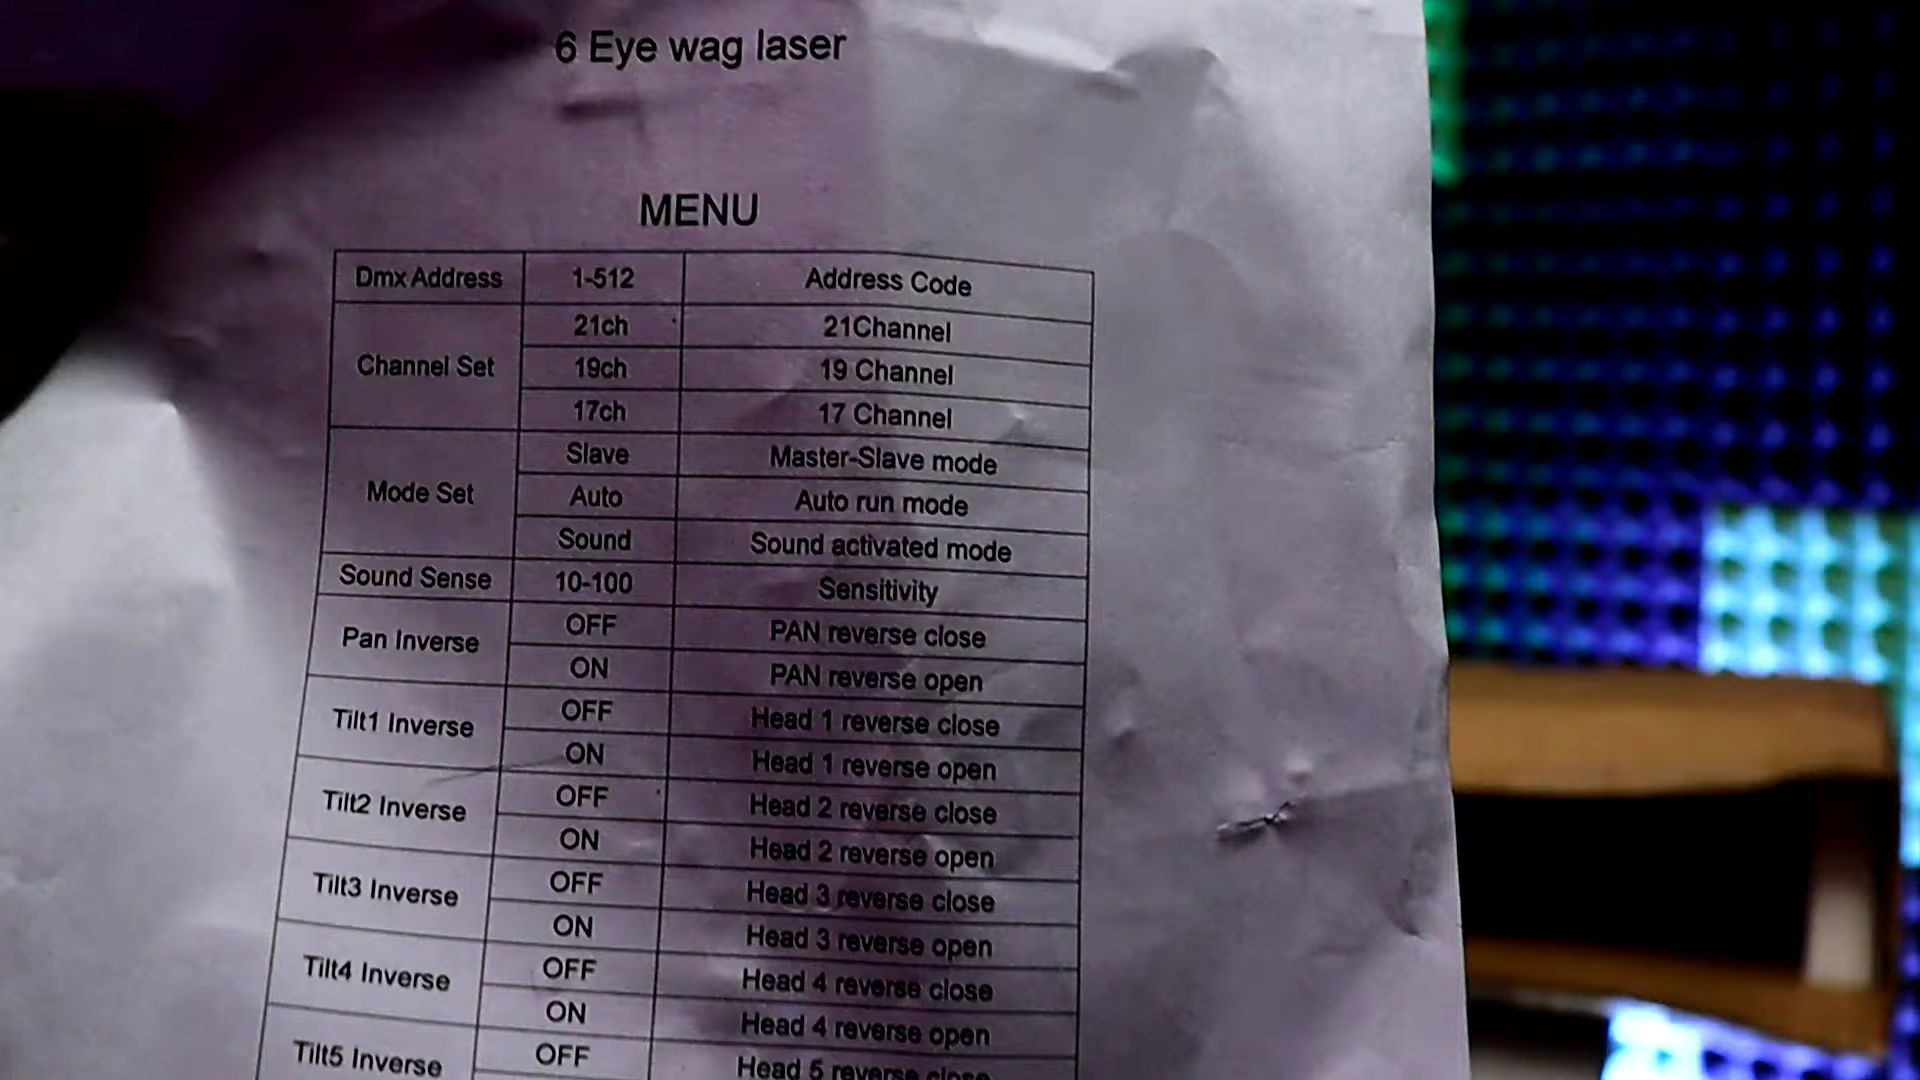 6 Eye wag laser
MENU
Dmx Address 1-512 Address Code
Channel Set 21ch 21Channel
19ch 19 Channel
17ch 17 Channel
Mode Set Slave Master-Slave mode
Auto Auto run mode
Sound Sound activated mode
Sound Sense 10-100 Sensitivity
Pan Inverse OFF PAN reverse close
ON PAN reverse open
Tilt1 Inverse OFF Head 1 reverse close
ON Head 1 reverse open
Tilt2 Inverse OFF Head 2 reverse close
ON Head 2 reverse open
Tilt3 Inverse OFF Head 3 reverse close
ON Head 3 reverse open
Tilt4 Inverse OFF Head 4 reverse close
ON Head 4 reverse open
Tilt5 Inverse OFF Head 5 reverse close